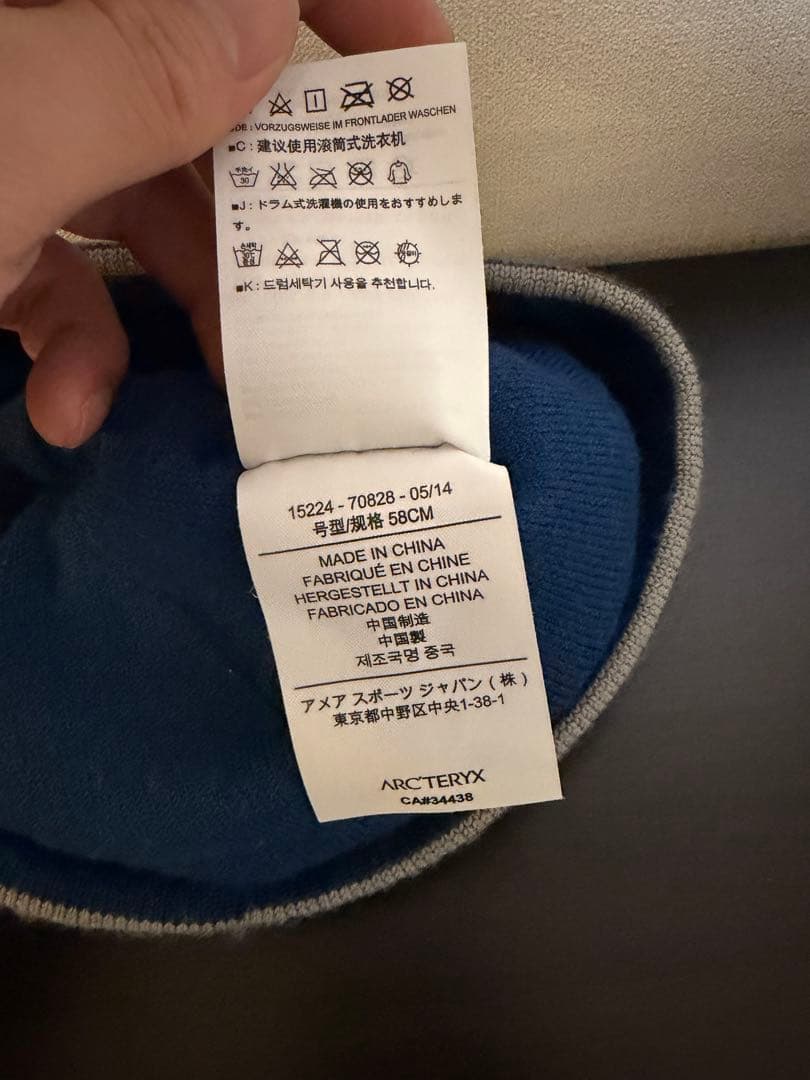 DE : VORZUGSWEISE IM FRONTLADER WASCHEN
■C : 建议使用滚筒式洗衣机
30
■J : ドラム式洗濯機の使用をおすすめしま
す。
■K : 드럼세탁기 사용을 추천합니다.
15224 - 70828 - 05/14
号型/规格 58CM
MADE IN CHINA
FABRIQUÉ EN CHINE
HERGESTELLT IN CHINA
FABRICADO EN CHINA
中国制造
中国製
제조국명 중국
アメア スポーツ ジャパン ( 株 )
東京都中野区中央1-38-1
ARC'TERYX
CA#34438